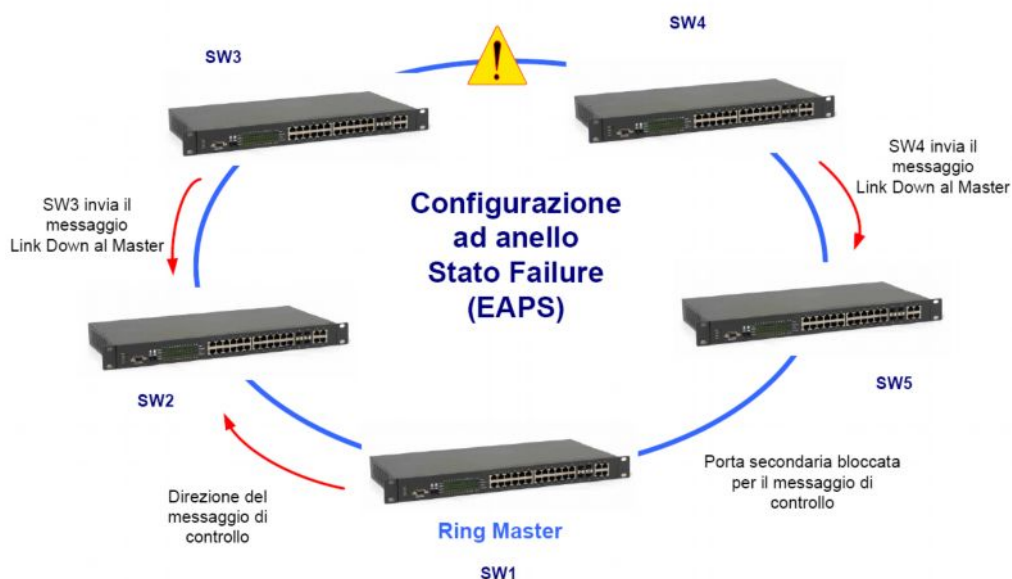 SW4
SW3
SW4 invia il
messaggio
Link Down al Master
SW3 invia il
messaggio
Link Down al Master
Configurazione
ad anello
Stato Failure
(EAPS)
SW5
SW2
Porta secondaria bloccata
per il messaggio di
controllo
Direzione del
messaggio di
controllo
Ring Master
SW1